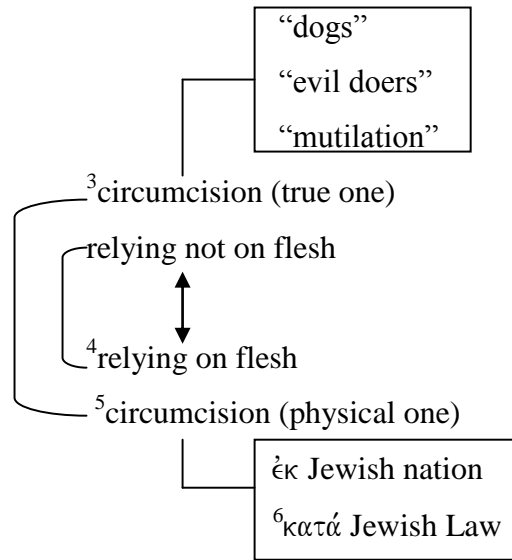 “dogs”
“evil doers”
“mutilation”
³circumcision (true one)
relying not on flesh
⁴relying on flesh
⁵circumcision (physical one)
ἐκ Jewish nation
⁶κατά Jewish Law